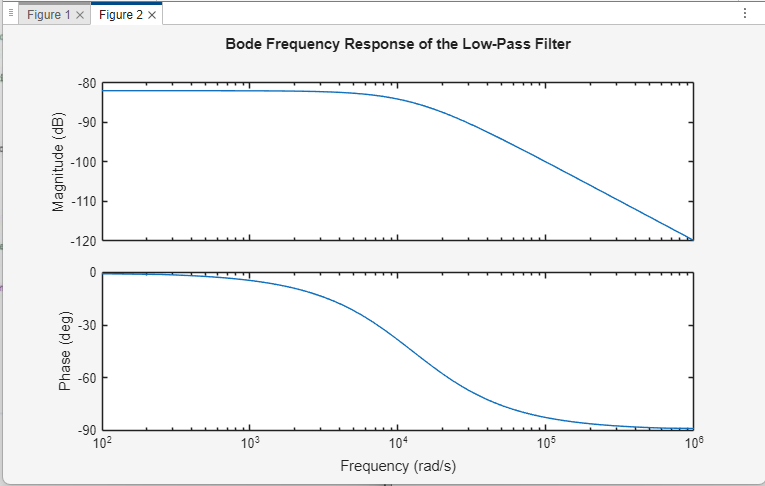 Figure 1 ×
Figure 2 ×
Bode Frequency Response of the Low-Pass Filter
-80
-90
-100
-110
-120
Magnitude (dB)
0
-30
-60
-90
Phase (deg)
10² 10³ 10⁴ 10⁵ 10⁶
Frequency (rad/s)